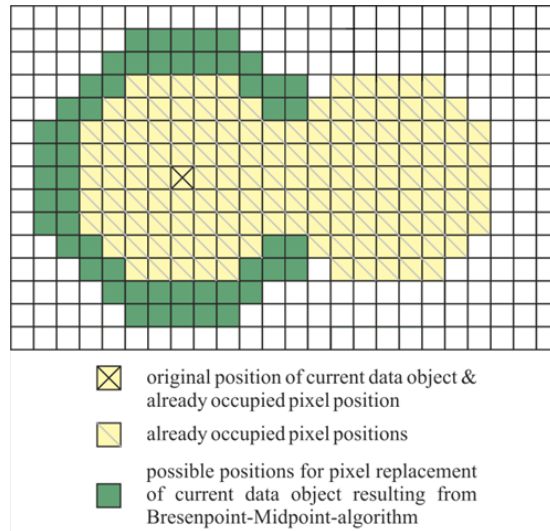 original position of current data object &
already occupied pixel position
already occupied pixel positions
possible positions for pixel replacement
of current data object resulting from
Bresenpoint-Midpoint-algorithm